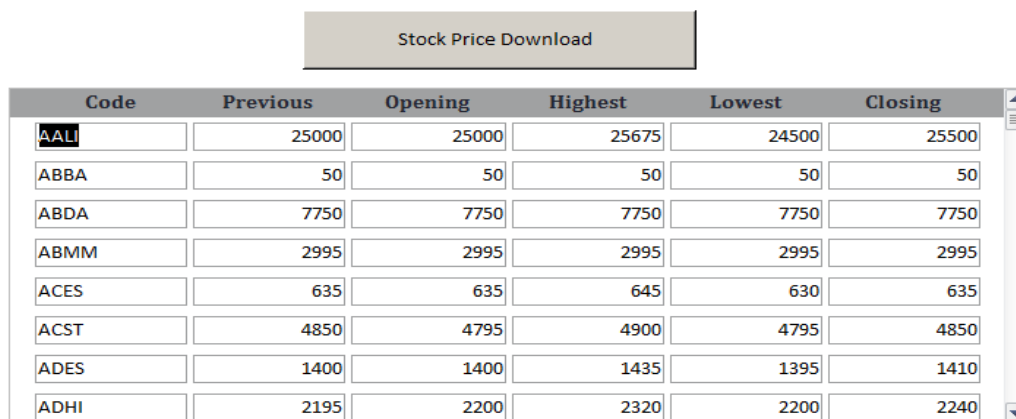 Stock Price Download
Code Previous Opening Highest Lowest Closing
AALI 25000 25000 25675 24500 25500
ABBA 50 50 50 50 50
ABDA 7750 7750 7750 7750 7750
ABMM 2995 2995 2995 2995 2995
ACES 635 635 645 630 635
ACST 4850 4795 4900 4795 4850
ADES 1400 1400 1435 1395 1410
ADHI 2195 2200 2320 2200 2240